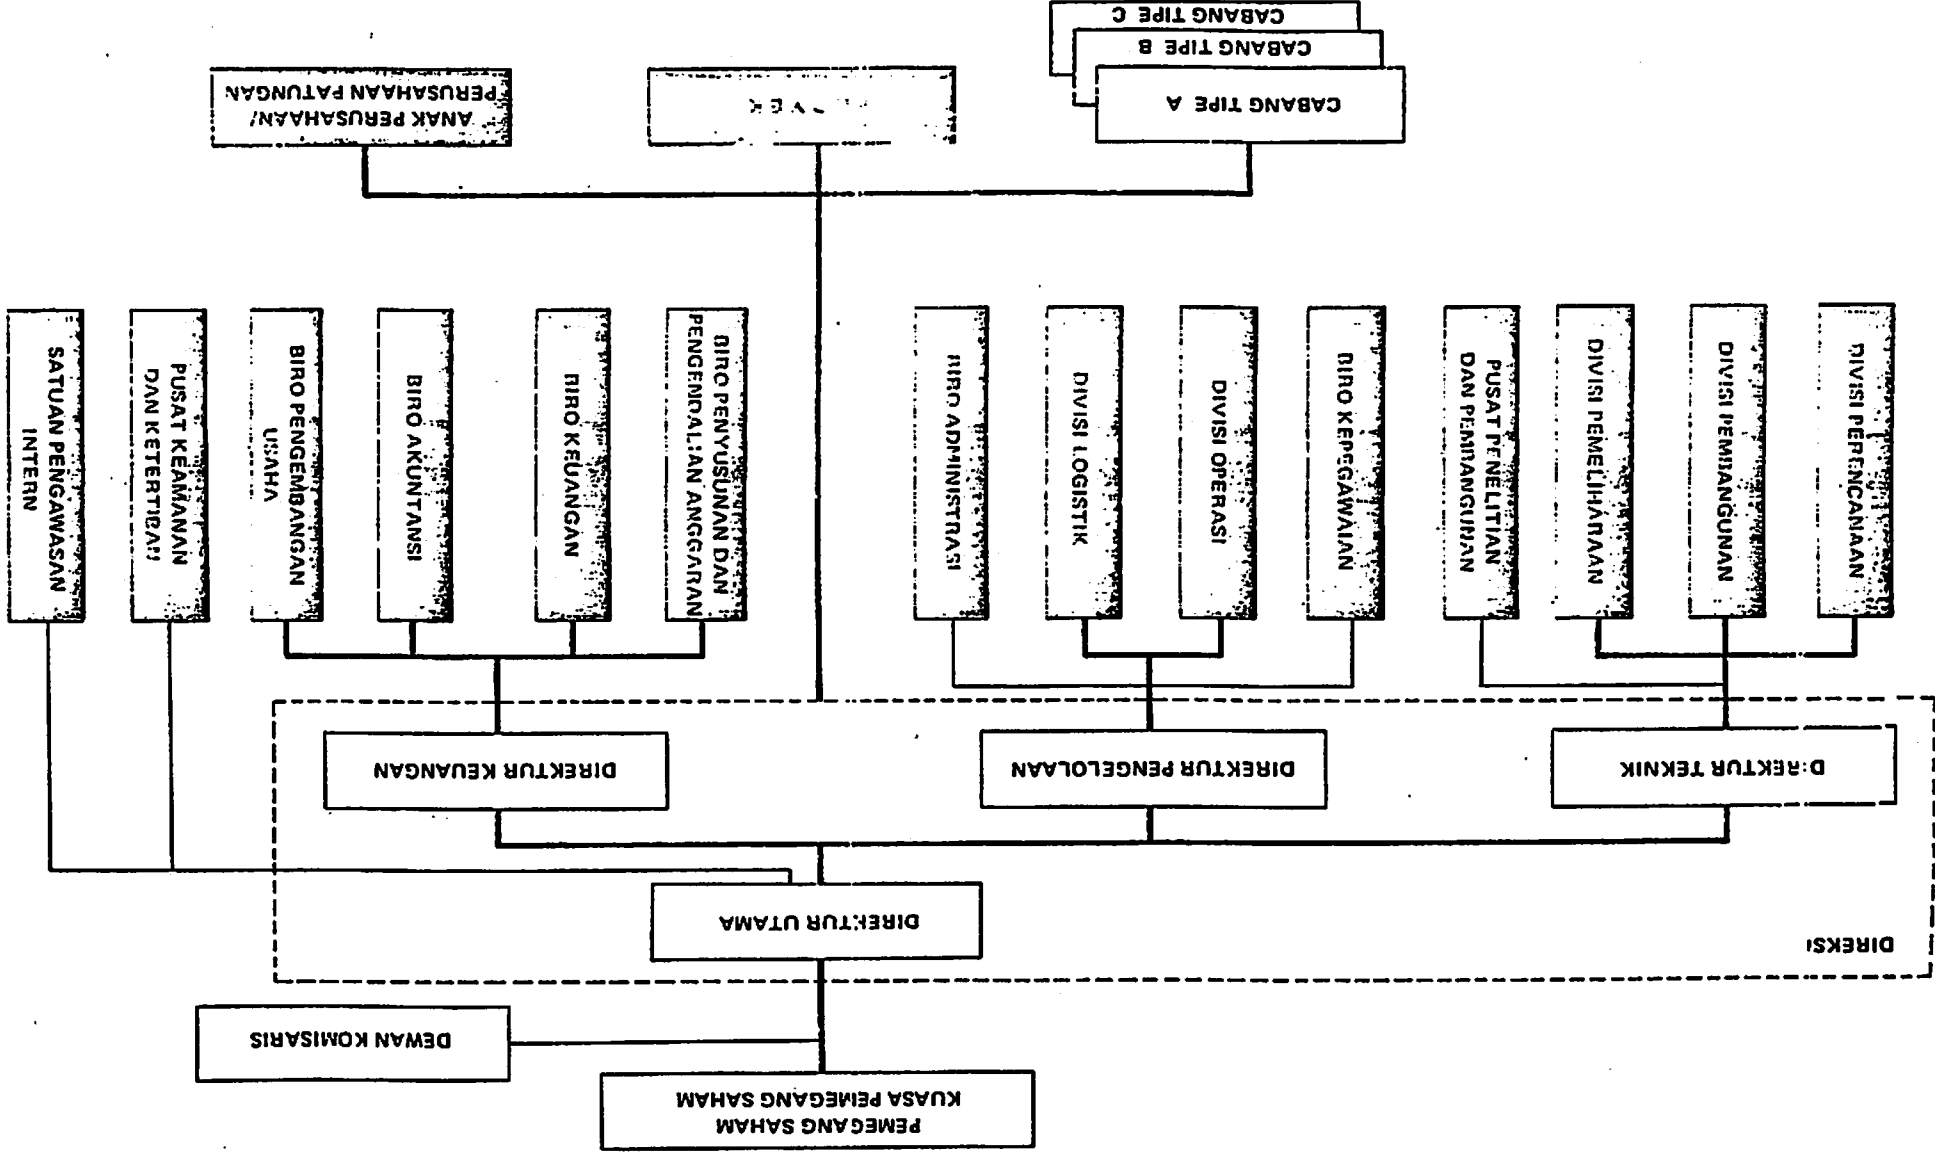 PEMEGANG SAHAM
KUASA PEMEGANG SAHAM
DEWAN KOMISARIS
DIREKSI
DIREKTUR UTAMA
DIREKTUR TEKNIK
DIREKTUR PENGELOLAAN
DIREKTUR KEUANGAN
DIVISI PERENCANAAN
DIVISI PEMBANGUNAN
DIVISI PEMELIHARAAN
PUSAT PENELITIAN
DAN PEMBANGUNAN
BIRO KEPEGAWAIAN
DIVISI OPERASI
DIVISI LOGISTIK
BIRO ADMINISTRASI
BIRO PENYUSUNAN DAN
PENGENDALIAN ANGGARAN
BIRO KEUANGAN
BIRO AKUNTANSI
BIRO PENGEMBANGAN
USAHA
PUSAT KEAMANAN
DAN KETERTIBAN
SATUAN PENGAWASAN
INTERN
CABANG TIPE A
CABANG TIPE B
CABANG TIPE C
ANAK PERUSAHAAN/
PERUSAHAAN PATUNGAN